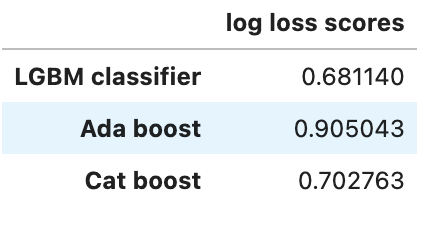 log loss scores
LGBM classifier 0.681140
Ada boost 0.905043
Cat boost 0.702763